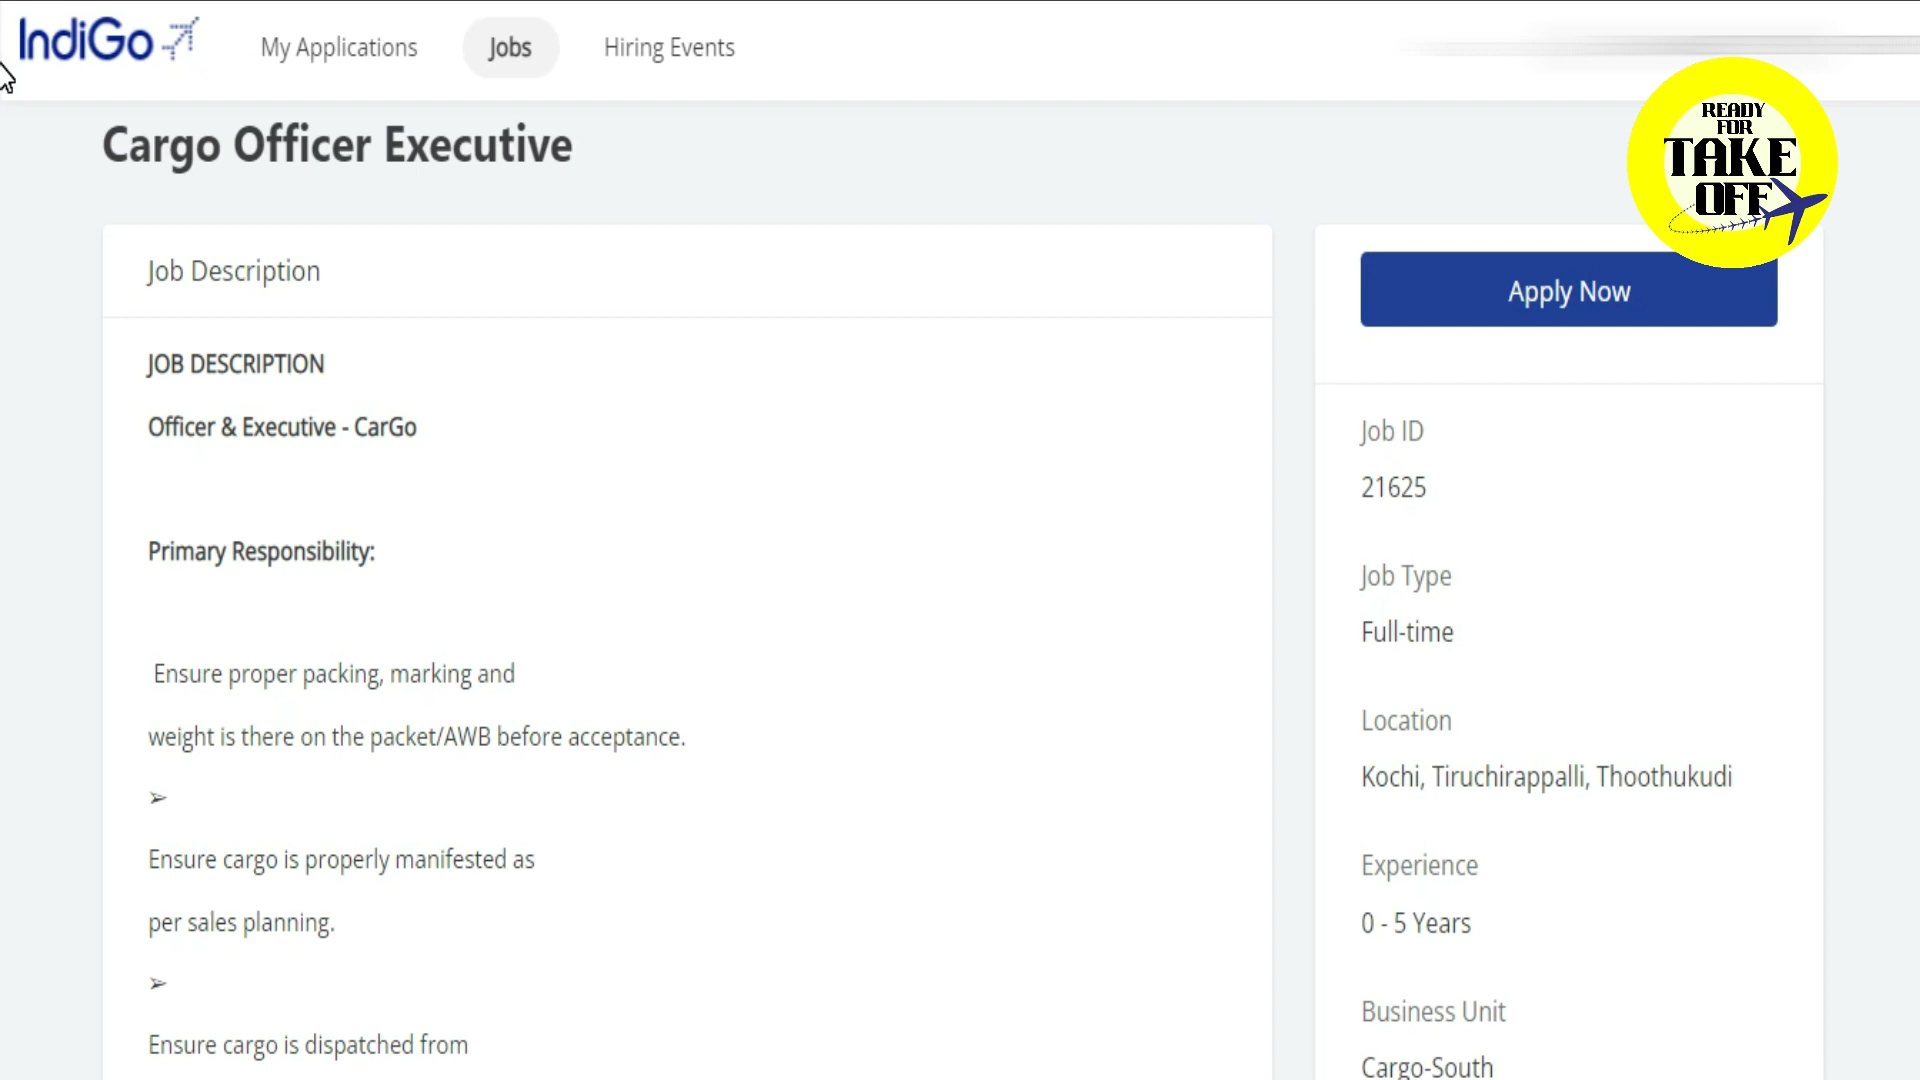 IndiGo
My Applications
Jobs
Hiring Events
READY
FOR
TAKE
OFF
Cargo Officer Executive
Job Description
JOB DESCRIPTION
Officer & Executive - CarGo
Primary Responsibility:
Ensure proper packing, marking and
weight is there on the packet/AWB before acceptance.
➢
Ensure cargo is properly manifested as
per sales planning.
➢
Ensure cargo is dispatched from
Apply Now
Job ID
21625
Job Type
Full-time
Location
Kochi, Tiruchirappalli, Thoothukudi
Experience
0 - 5 Years
Business Unit
Cargo-South